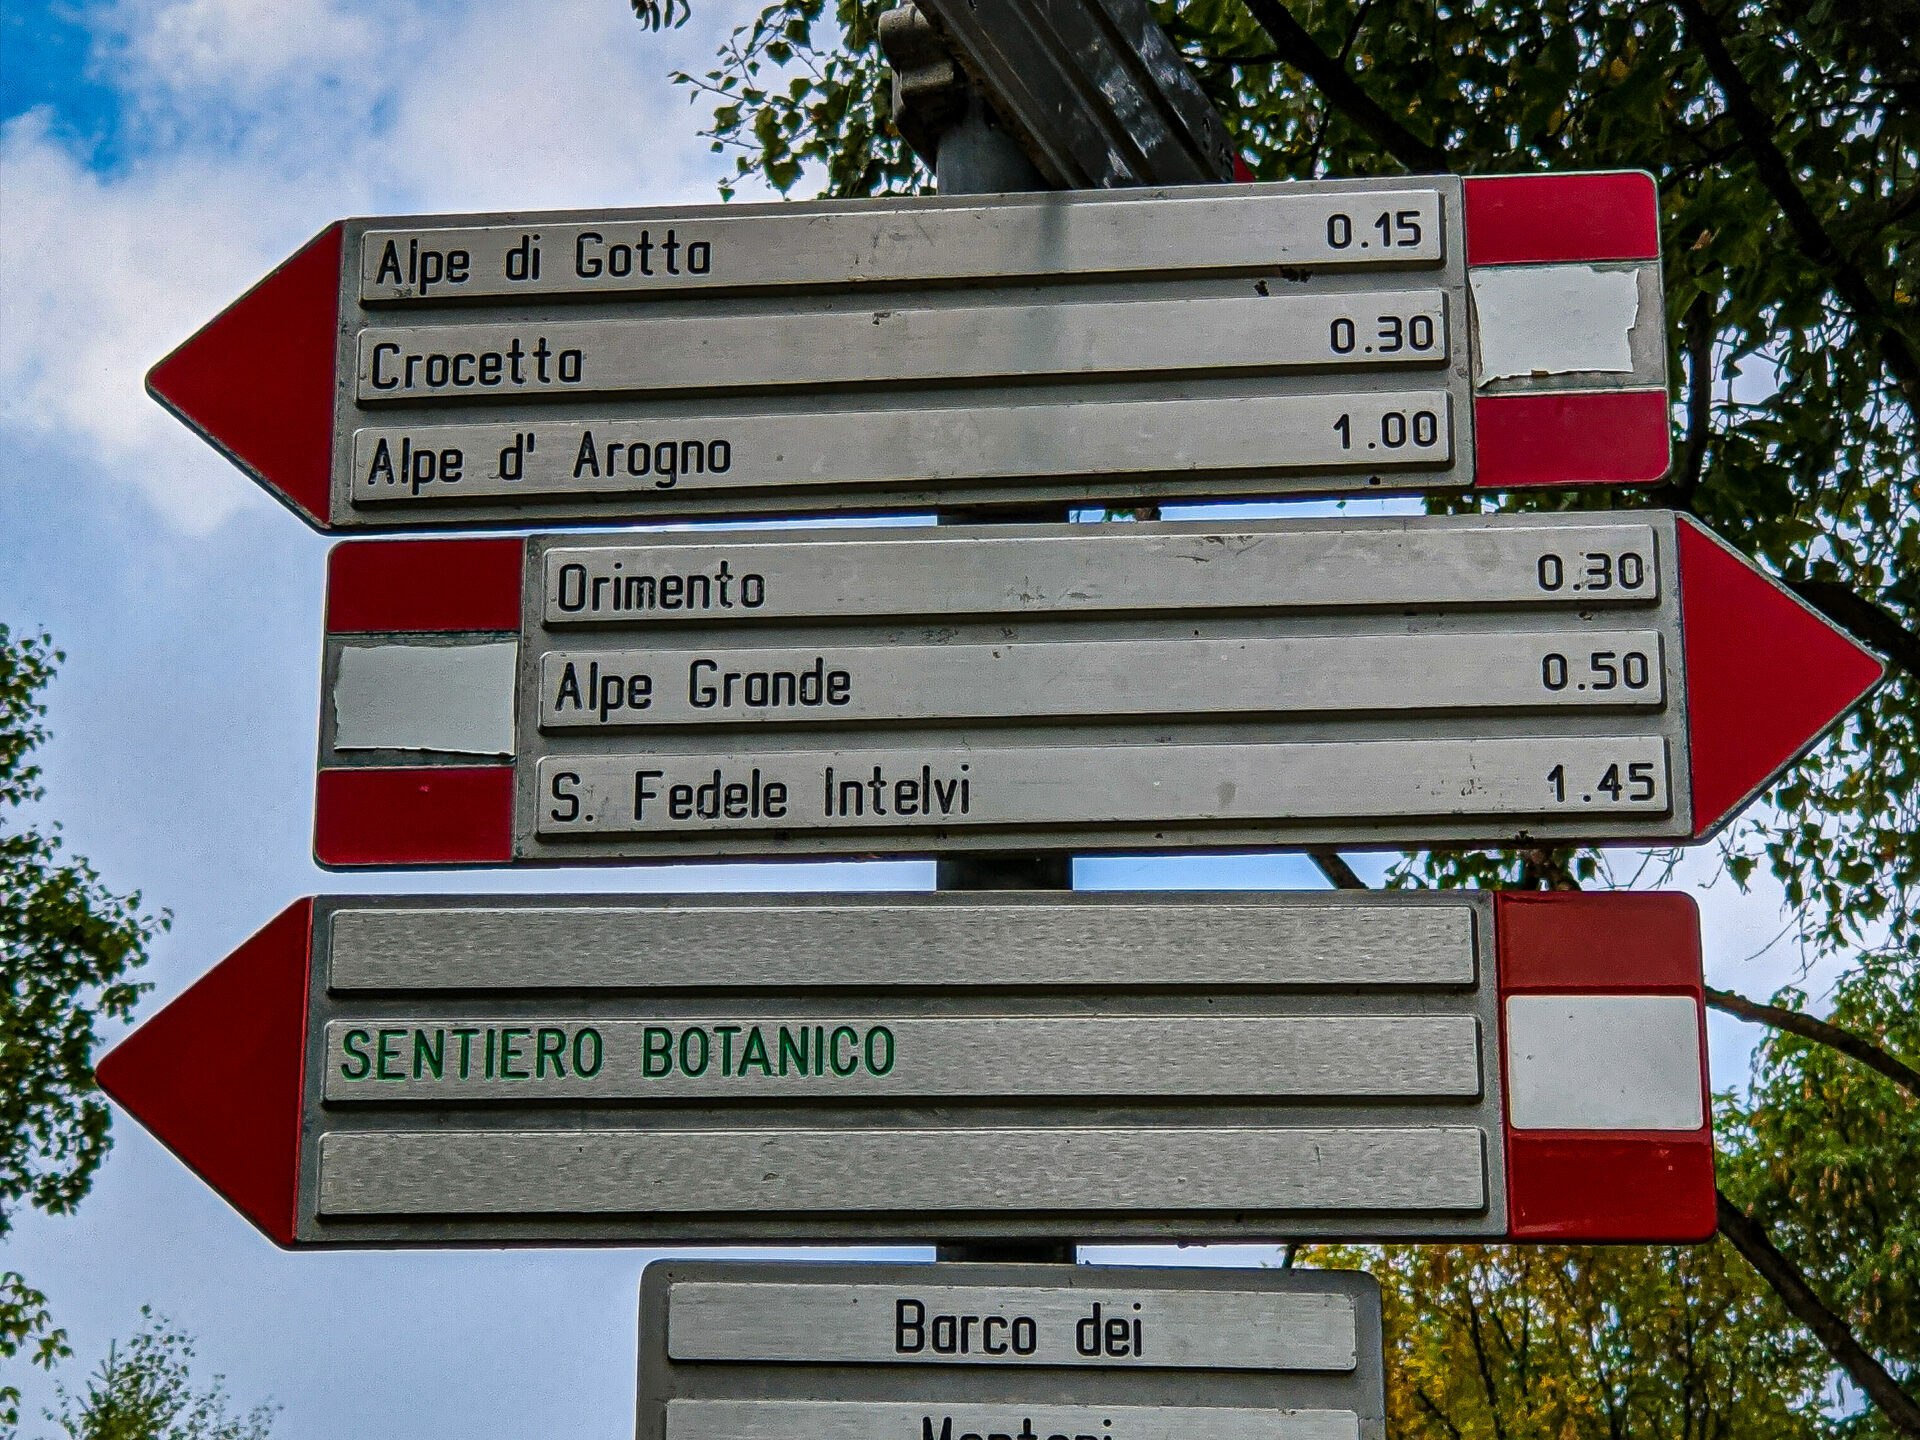 Alpe di Gotta 0.15
Crocetta 0.30
Alpe d' Arogno 1.00
Orimento 0.30
Alpe Grande 0.50
S. Fedele Intelvi 1.45
SENTIERO BOTANICO
Barco dei